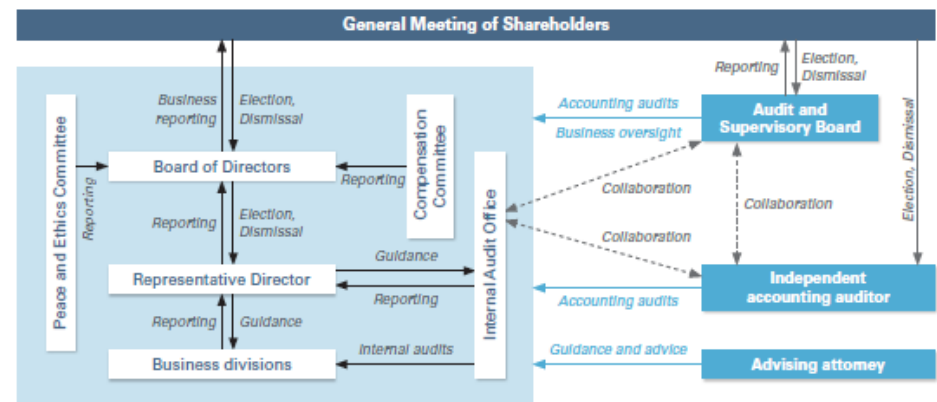 General Meeting of Shareholders
Business
reporting
Election,
Dismissal
Reporting
Election,
Dismissal
Peace and Ethics Committee
Compensation
Committee
Accounting audits
Business oversight
Audit and
Supervisory Board
Election, Dismissal
Board of Directors
Reporting
Reporting
Internal Audit Office
Collaboration
Collaboration
Collaboration
Reporting
Election,
Dismissal
Guidance
Representative Director
Reporting
Accounting audits
Independent
accounting auditor
Reporting
Guidance
Internal audits
Business divisions
Guidance and advice
Advising attorney